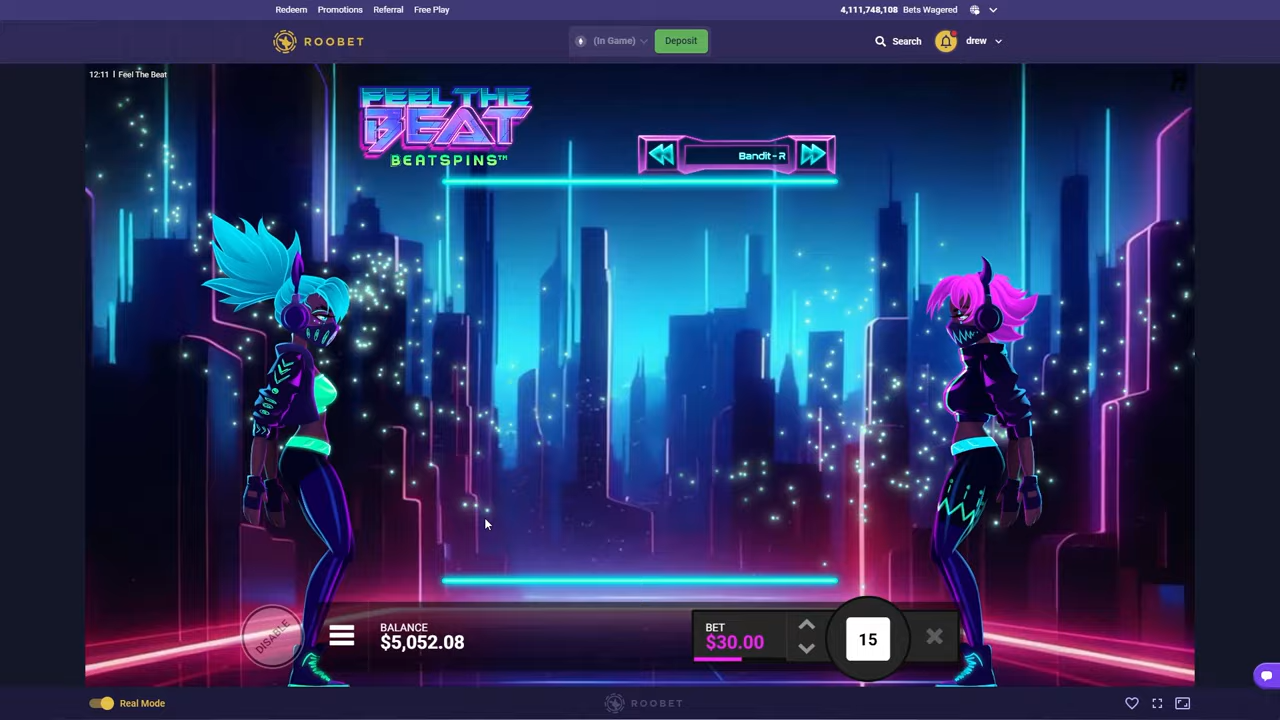 Redeem Promotions Referral Free Play
4,111,748,108 Bets Wagered
ROOBET
(In Game)
Deposit
Search
drew
12:11 | Feel The Beat
FEEL THE
BEAT
BEATSPINS™
Bandit-R
DISABLE
BALANCE
$5,052.08
BET
$30.00
15
Real Mode
ROOBET